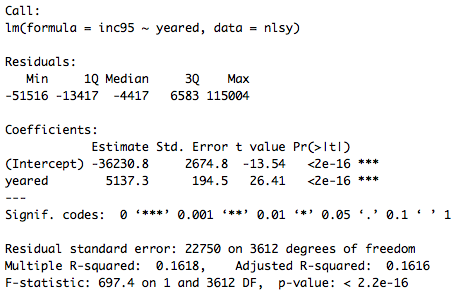 Call:
lm(formula = inc95 ~ yeared, data = nlsy)
Residuals:
Min 1Q Median 3Q Max
-51516 -13417 -4417 6583 115004
Coefficients:
Estimate Std. Error t value Pr(>|t|)
(Intercept) -36230.8 2674.8 -13.54 <2e-16 ***
yeared 5137.3 194.5 26.41 <2e-16 ***
---
Signif. codes: 0 ‘***’ 0.001 ‘**’ 0.01 ‘*’ 0.05 ‘.’ 0.1 ‘ ’ 1
Residual standard error: 22750 on 3612 degrees of freedom
Multiple R-squared: 0.1618, Adjusted R-squared: 0.1616
F-statistic: 697.4 on 1 and 3612 DF, p-value: < 2.2e-16